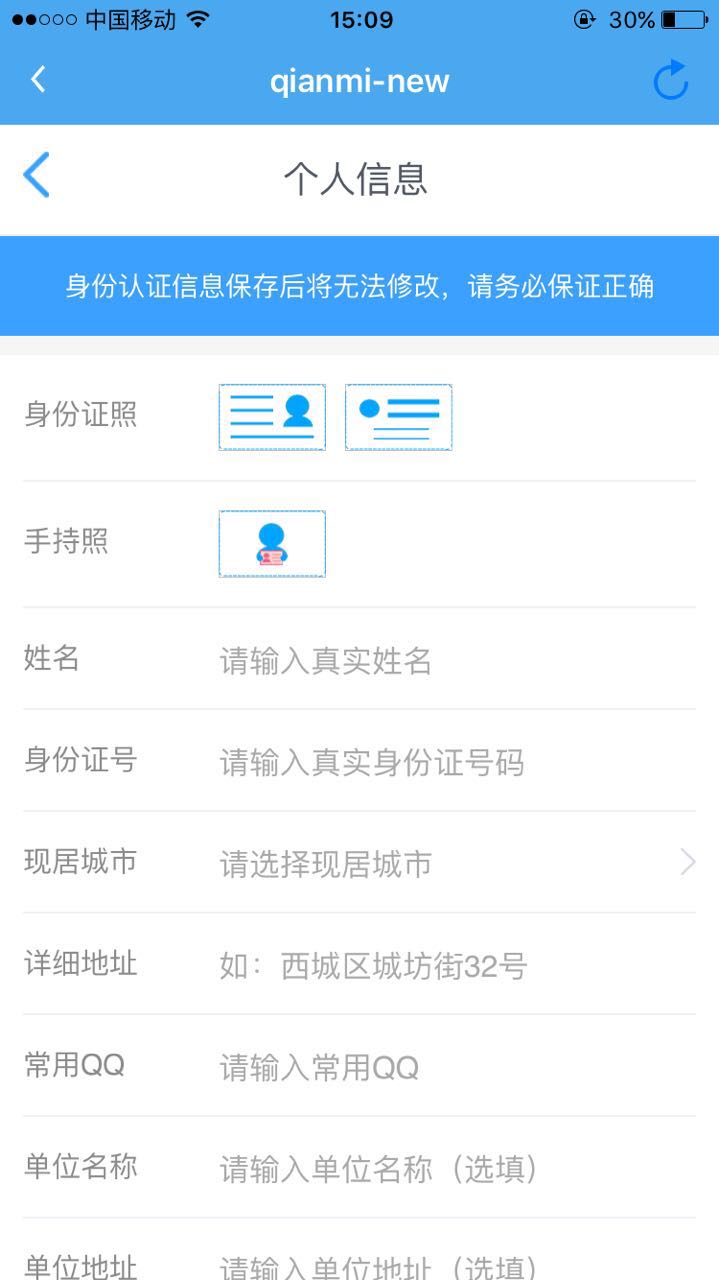 中国移动 15:09 30%
qianmi-new
个人信息
身份认证信息保存后将无法修改，请务必保证正确
身份证照
手持照
姓名 请输入真实姓名
身份证号 请输入真实身份证号码
现居城市 请选择现居城市
详细地址 如：西城区城坊街32号
常用QQ 请输入常用QQ
单位名称 请输入单位名称（选填）
单位地址 请输入单位地址（选填）